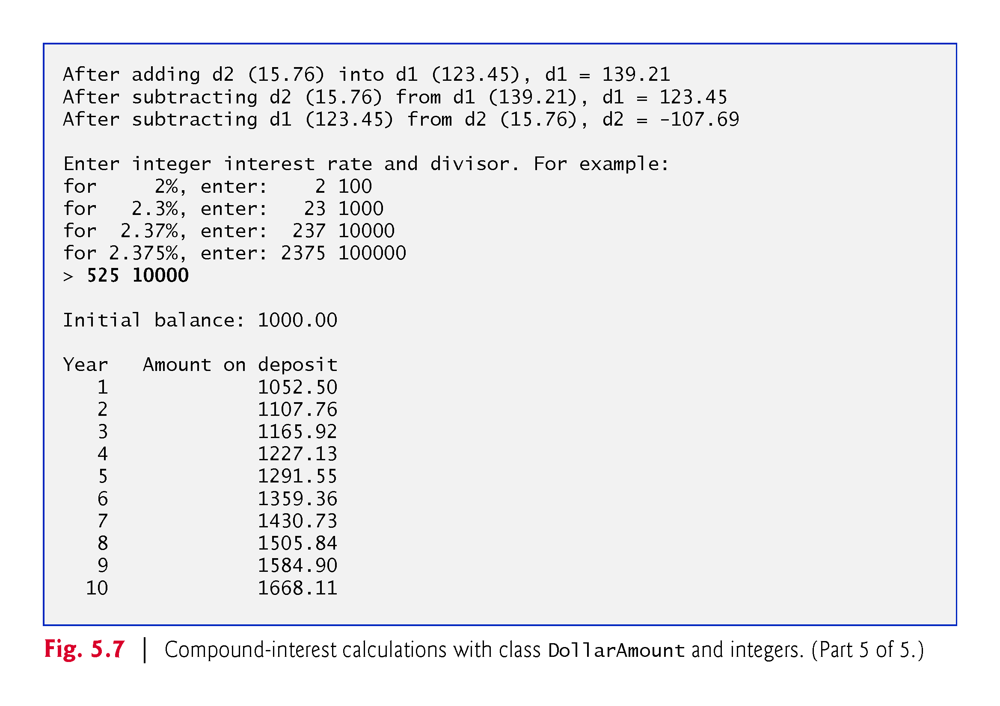 After adding d2 (15.76) into d1 (123.45), d1 = 139.21
After subtracting d2 (15.76) from d1 (139.21), d1 = 123.45
After subtracting d1 (123.45) from d2 (15.76), d2 = -107.69
Enter integer interest rate and divisor. For example:
for     2%, enter:    2 100
for   2.3%, enter:   23 1000
for  2.37%, enter:  237 10000
for 2.375%, enter: 2375 100000
> 525 10000
Initial balance: 1000.00
Year   Amount on deposit
   1             1052.50
   2             1107.76
   3             1165.92
   4             1227.13
   5             1291.55
   6             1359.36
   7             1430.73
   8             1505.84
   9             1584.90
  10             1668.11
Fig. 5.7 | Compound-interest calculations with class DollarAmount and integers. (Part 5 of 5.)